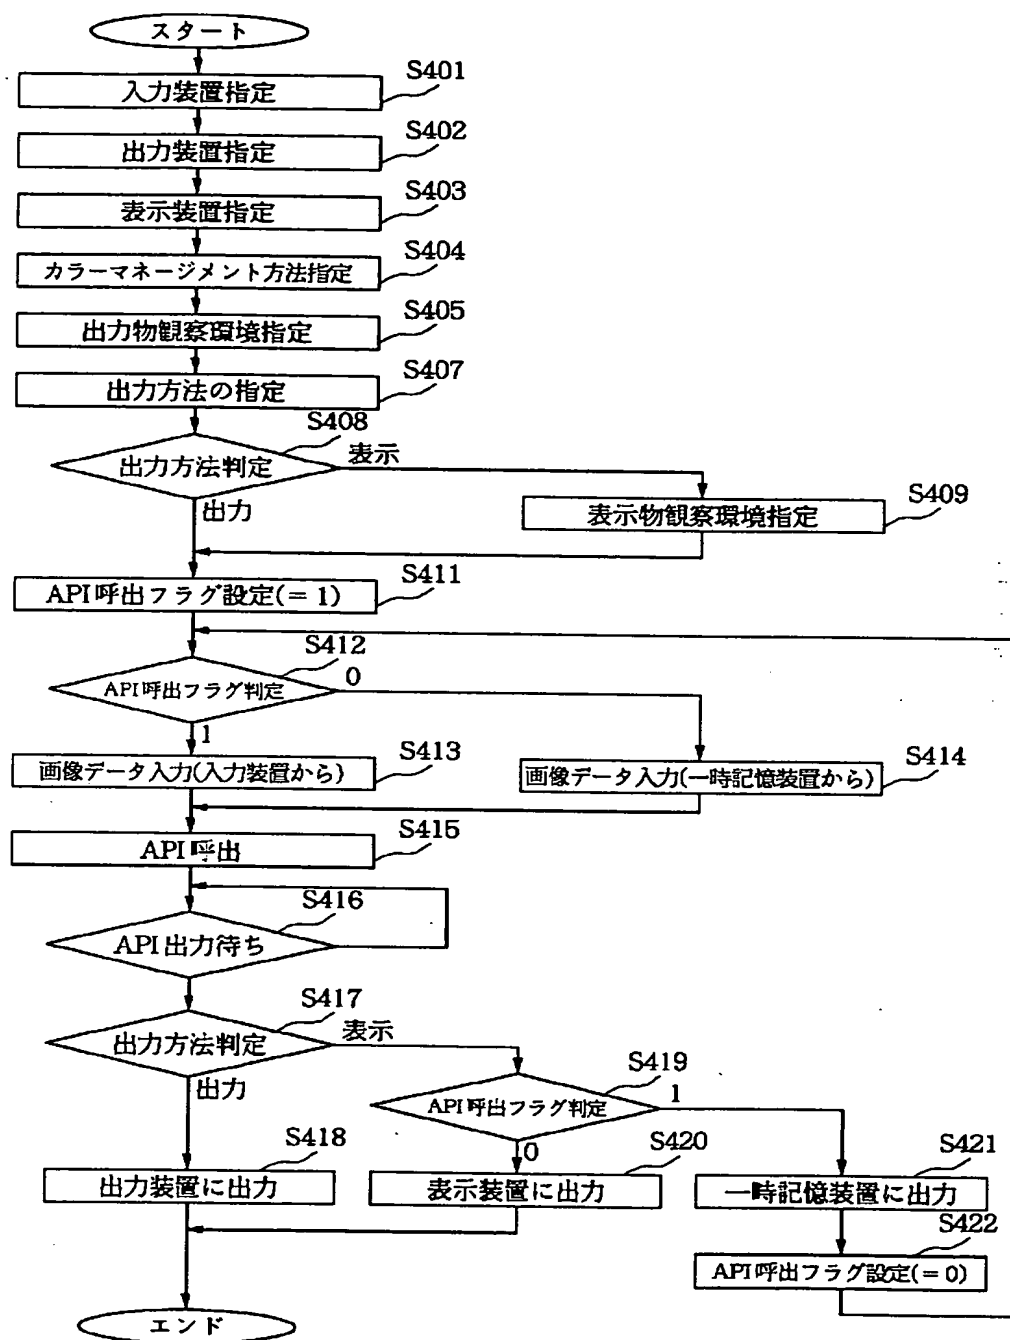 スタート
S401
入力装置指定
S402
出力装置指定
S403
表示装置指定
S404
カラーマネージメント方法指定
S405
出力物観察環境指定
S407
出力方法の指定
S408
出力方法判定
表示
出力
S409
表示物観察環境指定
S411
API呼出フラグ設定(=1)
S412
API呼出フラグ判定
0
1
S413
画像データ入力(入力装置から)
S414
画像データ入力(一時記憶装置から)
S415
API呼出
S416
API出力待ち
S417
出力方法判定
表示
出力
S419
API呼出フラグ判定
1
0
S418
出力装置に出力
S420
表示装置に出力
S421
一時記憶装置に出力
S422
API呼出フラグ設定(=0)
エンド